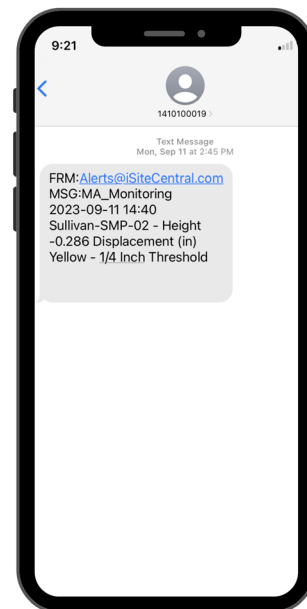 9:21
1410100019
Text Message
Mon, Sep 11 at 2:45 PM
FRM:Alerts@iSiteCentral.com
MSG:MA_Monitoring
2023-09-11 14:40
Sullivan-SMP-02 - Height
-0.286 Displacement (in)
Yellow - 1/4 Inch Threshold